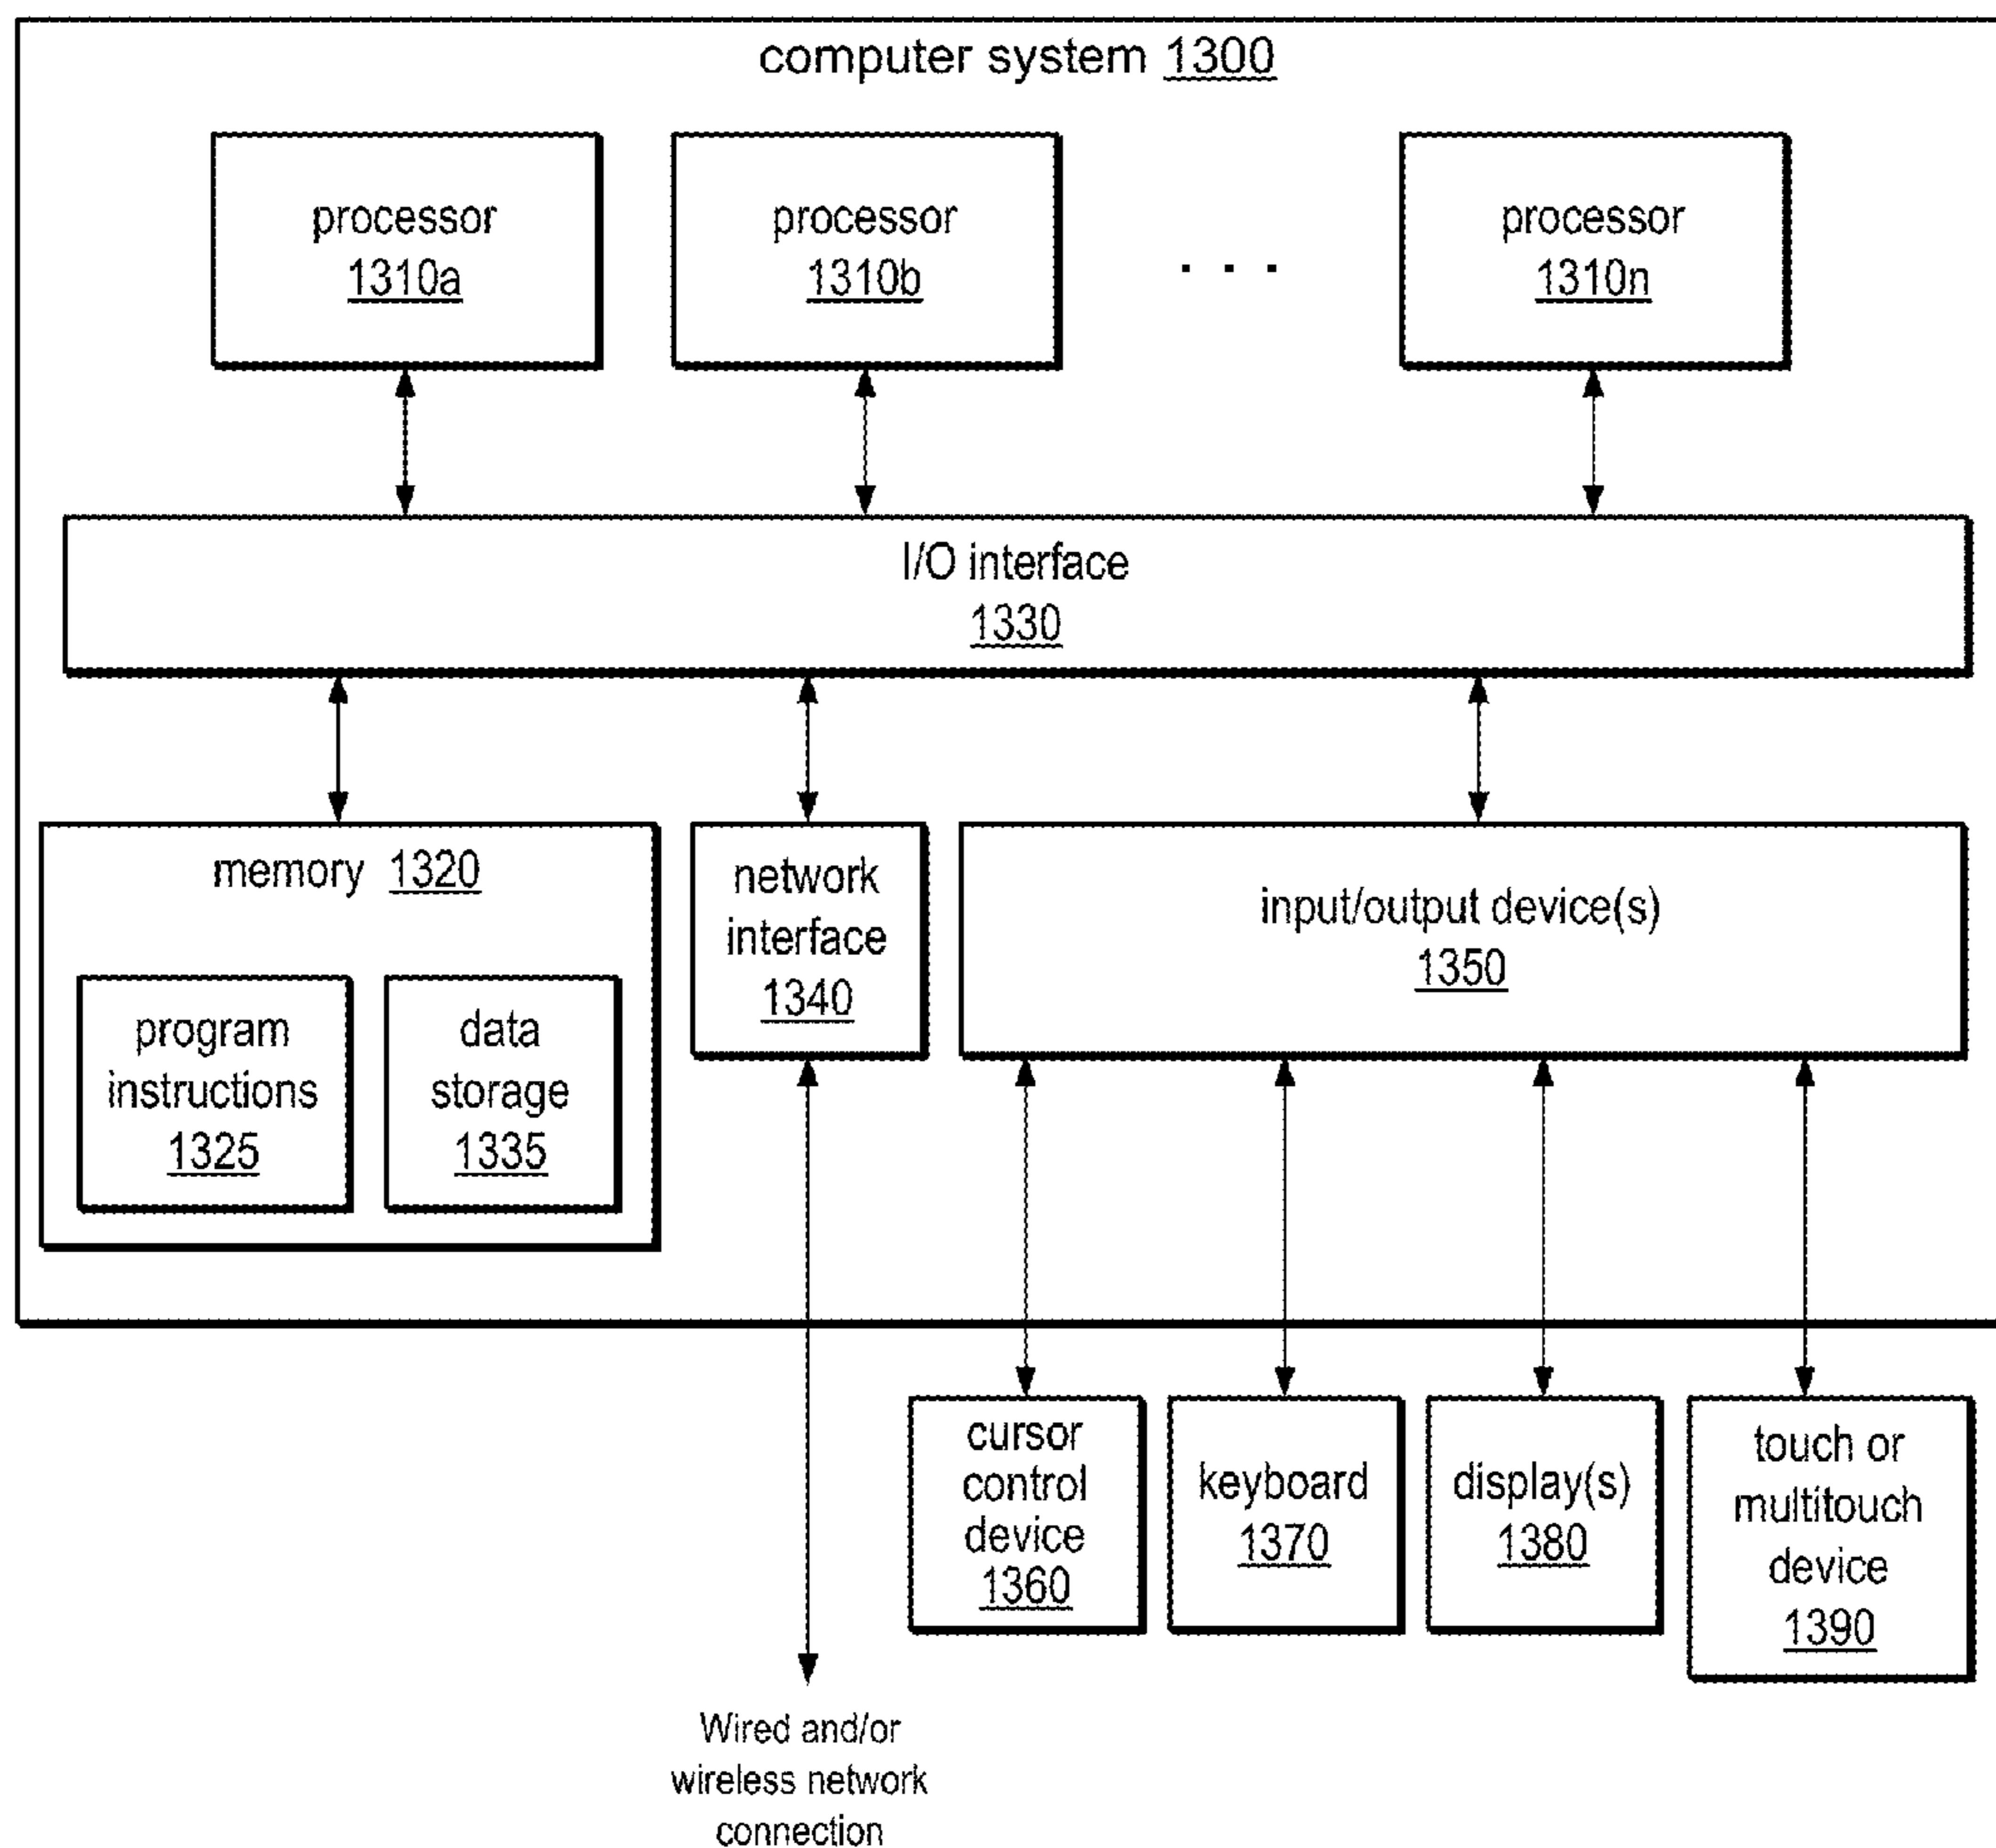 computer system 1300
processor
1310a
processor
1310b
. . .
processor
1310n
I/O interface
1330
memory 1320
program
instructions
1325
data
storage
1335
network
interface
1340
input/output device(s)
1350
cursor
control
device
1360
keyboard
1370
display(s)
1380
touch or
multitouch
device
1390
Wired and/or
wireless network
connection